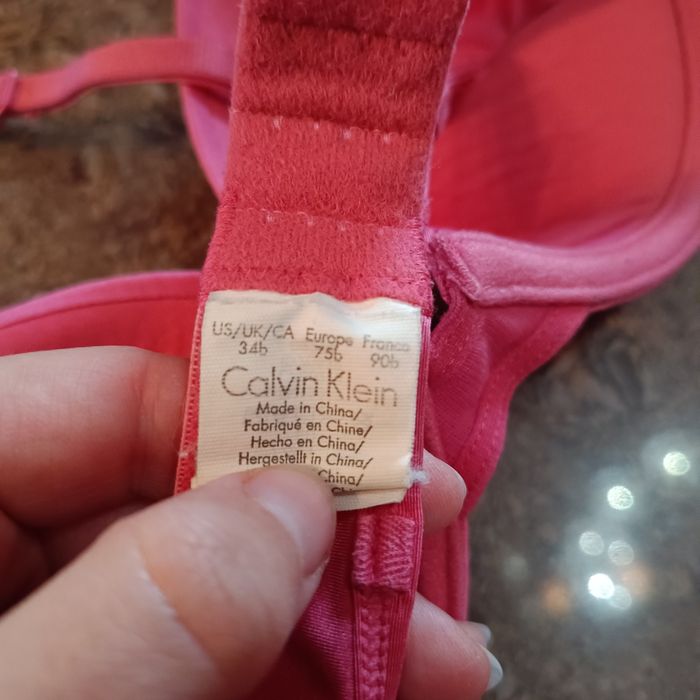 US/UK/CA Europe France
34b 75b 90b
Calvin Klein
Made in China/
Fabriqué en Chine/
Hecho en China/
Hergestellt in China/
China/